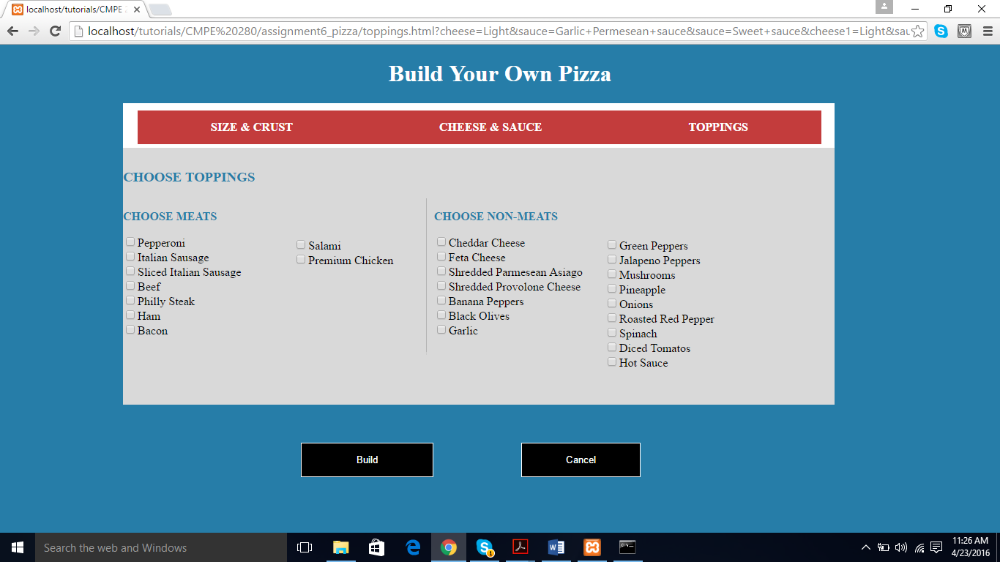 localhost/tutorials/CMPE 2
localhost/tutorials/CMPE%20280/assignment6_pizza/toppings.html?cheese=Light&sauce=Garlic+Permesean+sauce&sauce=Sweet+sauce&cheese1=Light&sau
Build Your Own Pizza
SIZE & CRUST
CHEESE & SAUCE
TOPPINGS
CHOOSE TOPPINGS
CHOOSE MEATS
Pepperoni
Italian Sausage
Sliced Italian Sausage
Beef
Philly Steak
Ham
Bacon
Salami
Premium Chicken
CHOOSE NON-MEATS
Cheddar Cheese
Feta Cheese
Shredded Parmesean Asiago
Shredded Provolone Cheese
Banana Peppers
Black Olives
Garlic
Green Peppers
Jalapeno Peppers
Mushrooms
Pineapple
Onions
Roasted Red Pepper
Spinach
Diced Tomatos
Hot Sauce
Build
Cancel
Search the web and Windows
1
11:26 AM
4/23/2016